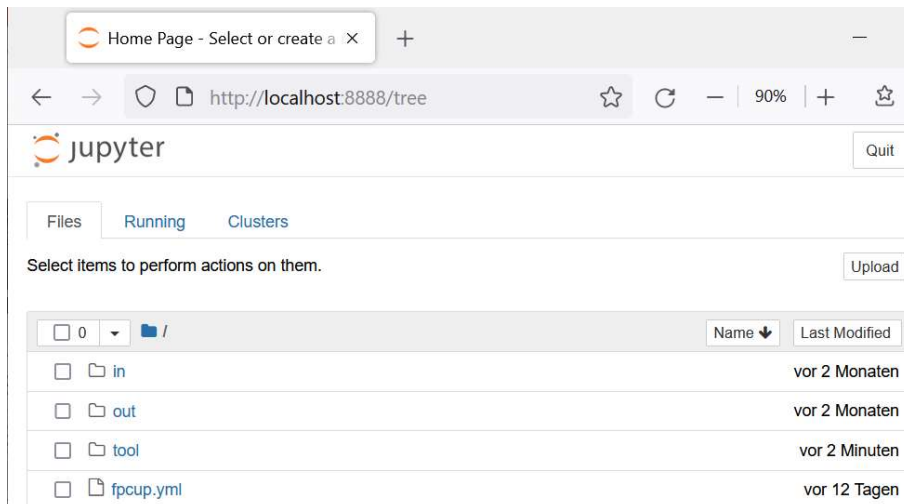 Home Page - Select or create a
http://localhost:8888/tree
90%
jupyter
Quit
Files Running Clusters
Select items to perform actions on them.
Upload
0 / Name Last Modified
in vor 2 Monaten
out vor 2 Monaten
tool vor 2 Minuten
fpcup.yml vor 12 Tagen